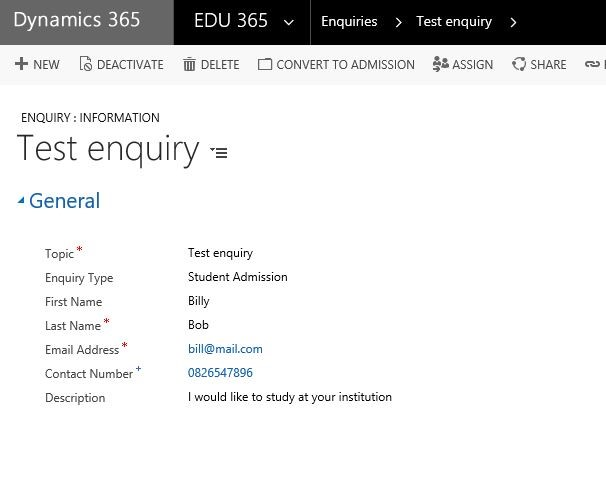 Dynamics 365 EDU 365 Enquiries Test enquiry
NEW DEACTIVATE DELETE CONVERT TO ADMISSION ASSIGN SHARE
ENQUIRY : INFORMATION
Test enquiry
General
Topic * Test enquiry
Enquiry Type Student Admission
First Name Billy
Last Name * Bob
Email Address * bill@mail.com
Contact Number + 0826547896
Description I would like to study at your institution